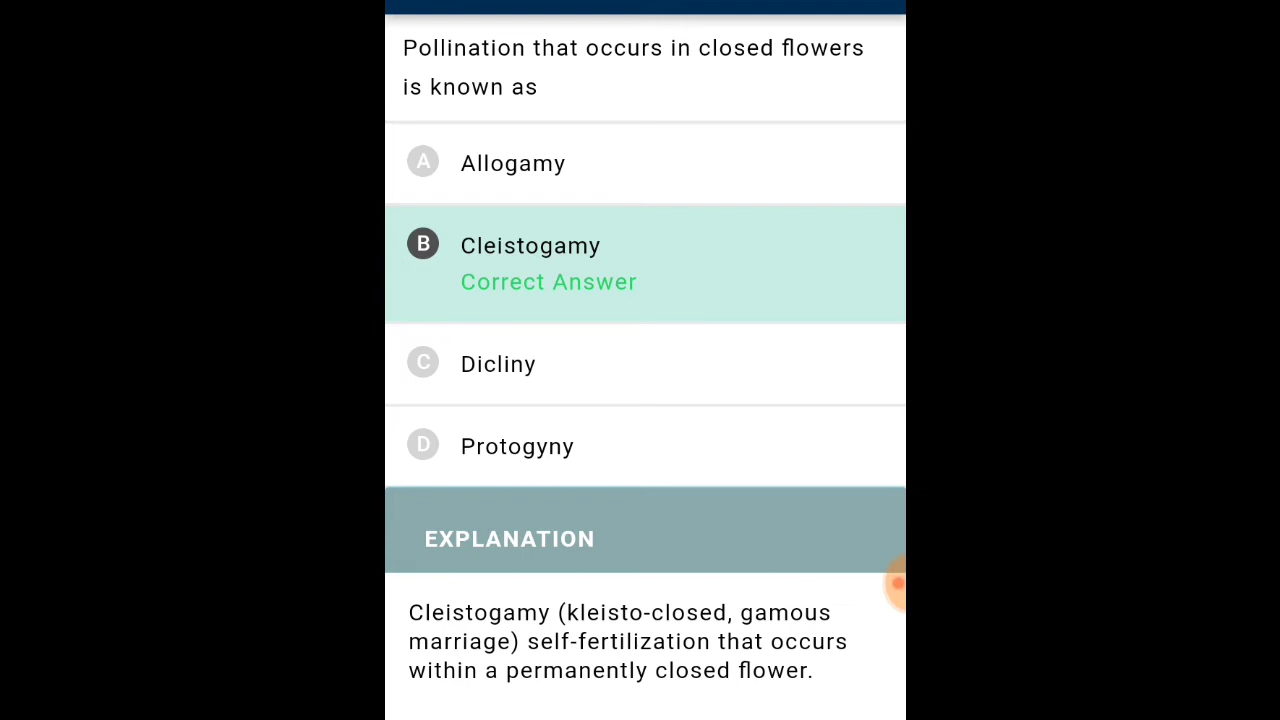 Pollination that occurs in closed flowers
is known as
A Allogamy
B Cleistogamy
Correct Answer
C Dicliny
D Protogyny
EXPLANATION
Cleistogamy (kleisto-closed, gamous
marriage) self-fertilization that occurs
within a permanently closed flower.